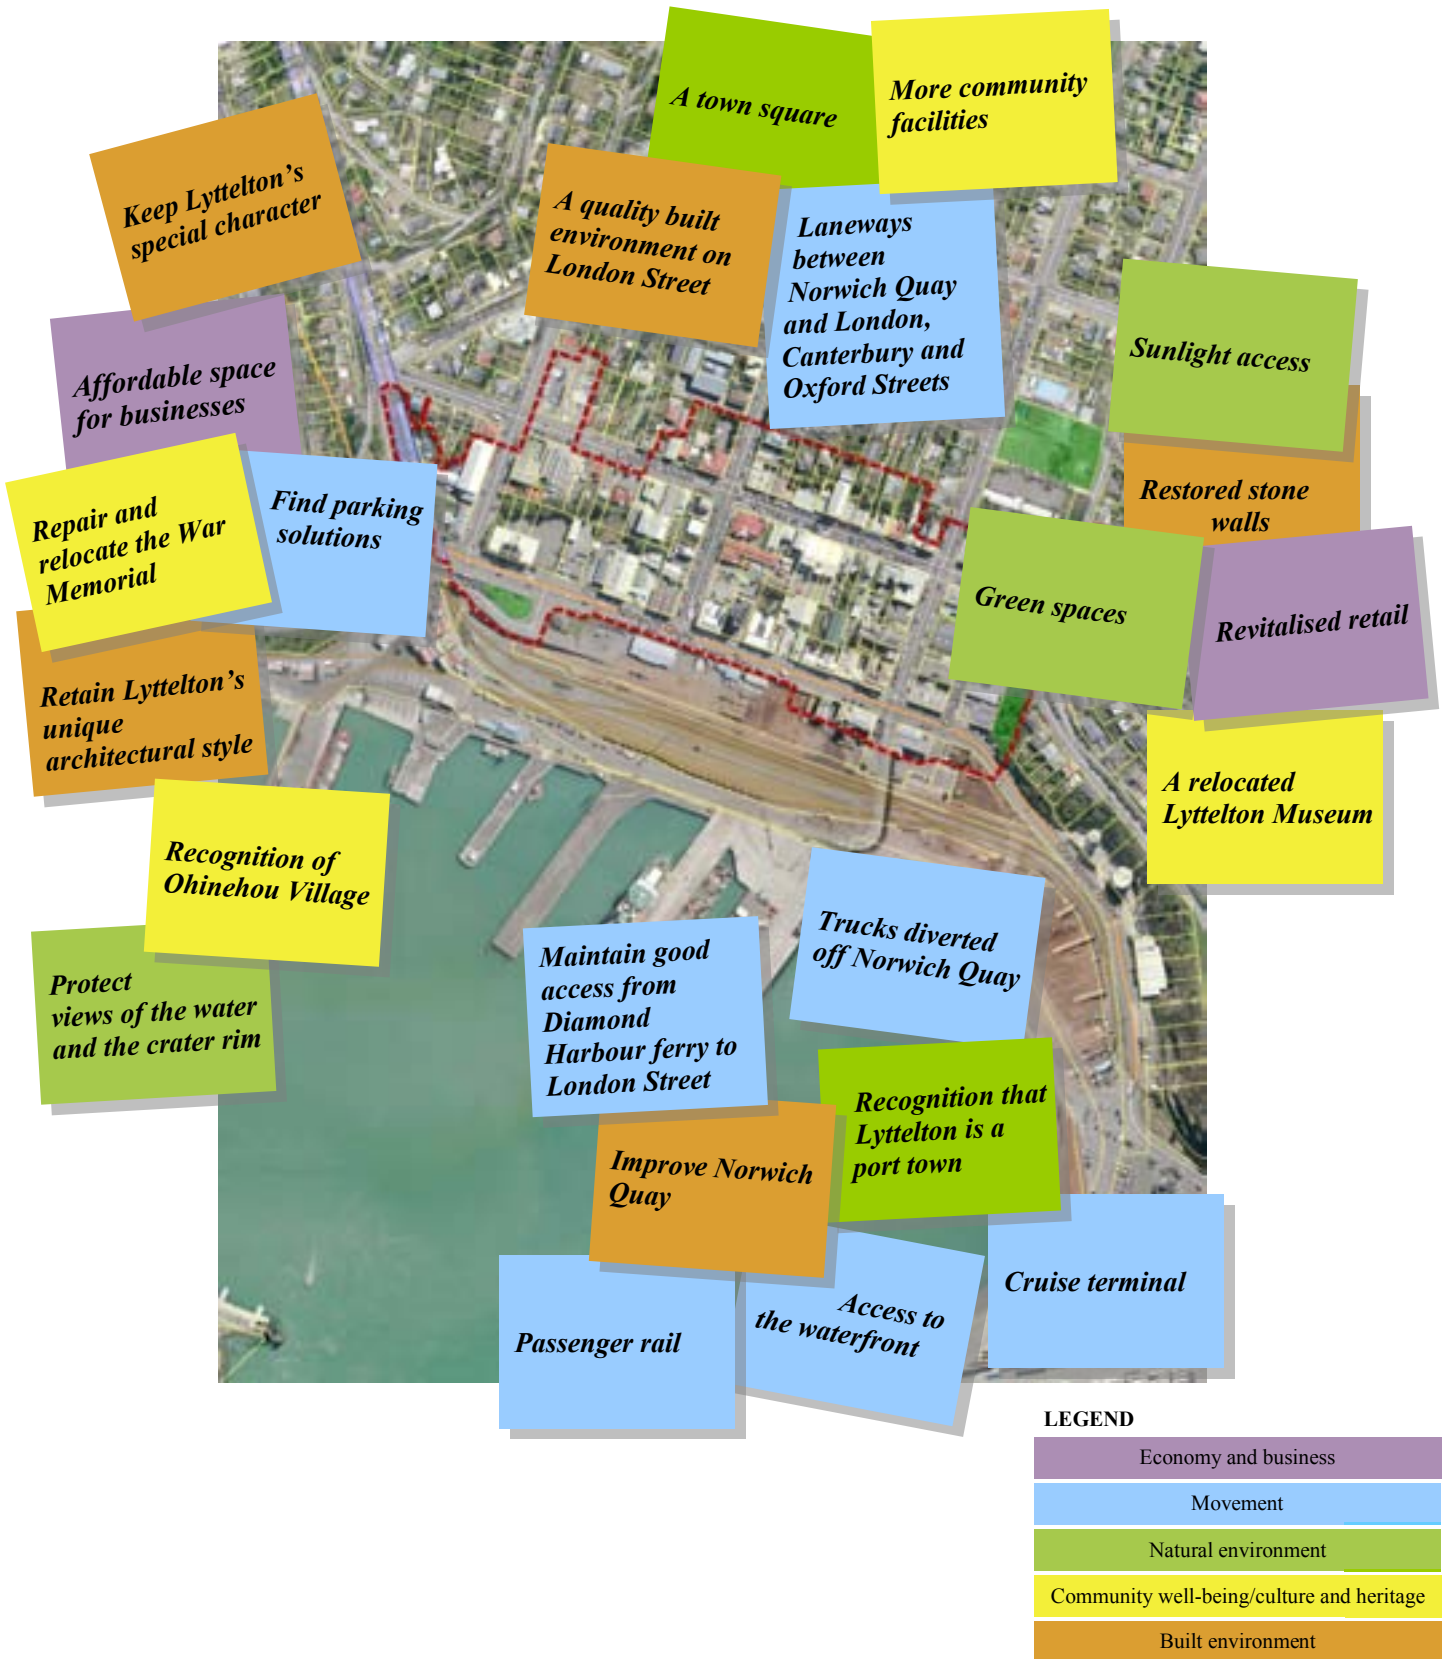 A town square
More community
facilities
Keep Lyttelton's
special character
A quality built
environment on
London Street
Laneways
between
Norwich Quay
and London,
Canterbury and
Oxford Streets
Sunlight access
Affordable space
for businesses
Repair and
relocate the War
Memorial
Find parking
solutions
Restored stone
walls
Green spaces
Revitalised retail
Retain Lyttelton's
unique
architectural style
A relocated
Lyttelton Museum
Recognition of
Ohinehou Village
Protect
views of the water
and the crater rim
Maintain good
access from
Diamond
Harbour ferry to
London Street
Trucks diverted
off Norwich Quay
Recognition that
Lyttelton is a
port town
Improve Norwich
Quay
Passenger rail
Access to
the waterfront
Cruise terminal
LEGEND
Economy and business
Movement
Natural environment
Community well-being/culture and heritage
Built environment